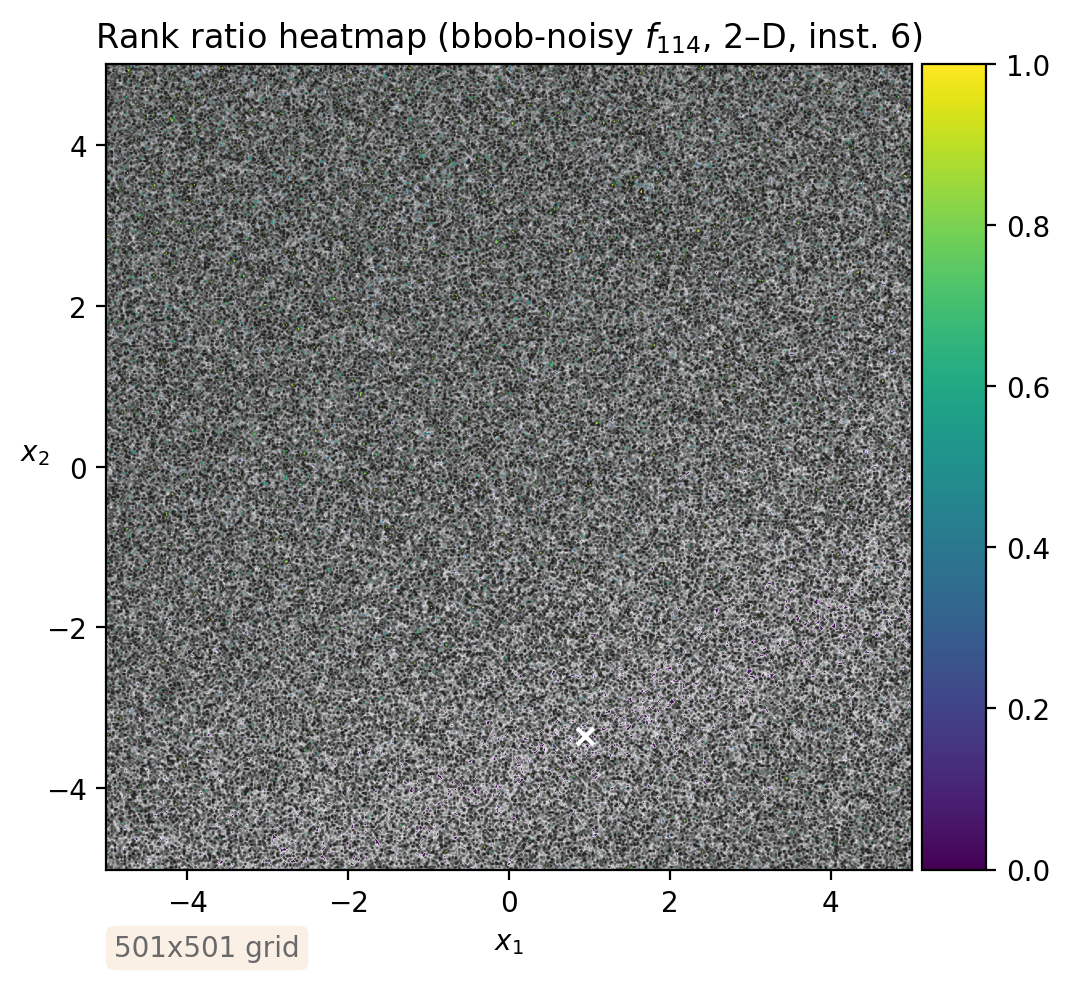 Rank ratio heatmap (bbob-noisy f₁₁₄, 2–D, inst. 6)
1.0
4
0.8
2
0.6
x₂
0
0.4
−2
0.2
−4
0.0
−4 −2 0 2 4
x₁
501x501 grid